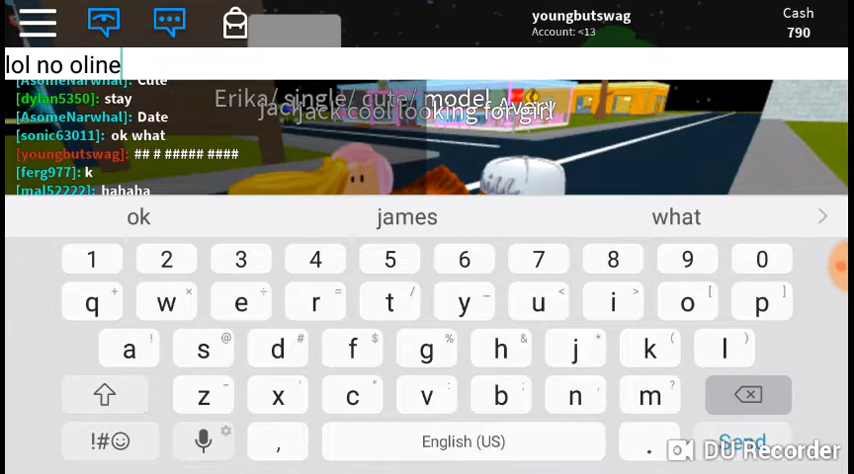 youngbutswag
Account: <13
Cash
790
lol no oline
[AsomeNarwhal]: Cute
[dylan5350]: stay
[AsomeNarwhal]: Date
[sonic63011]: ok what
[youngbutswag]: ## # ##### ####
[ferg977]: k
[mal52222]: hahaha
Erika/ single/ cute/ model
jack cool looking for girl
ok james what
1 2 3 4 5 6 7 8 9 0
+ × ÷ = / _ < > [ ]
q w e r t y u i o p
! @ # $ % ^ & * ( )
a s d f g h j k l
- ' " : ; , ?
z x c v b n m
!#☺ , English (US) . Send
DU Recorder